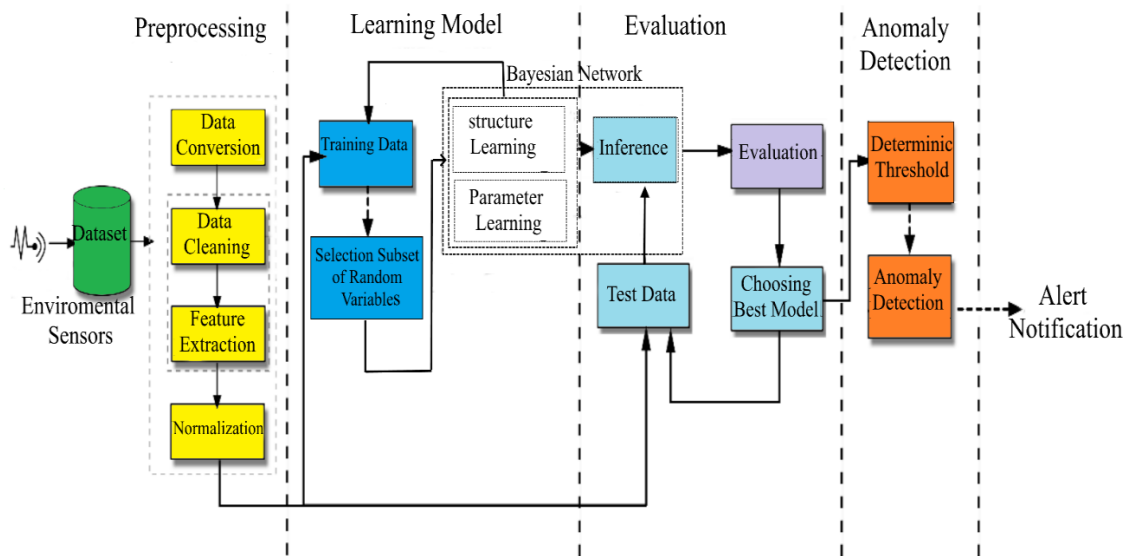 Preprocessing
Learning Model
Evaluation
Anomaly
Detection
Bayesian Network
Data
Conversion
Training Data
structure
Learning
Inference
Evaluation
Determinic
Threshold
Parameter
Learning
Dataset
Data
Cleaning
Selection Subset
of Random
Variables
Test Data
Choosing
Best Model
Anomaly
Detection
Enviromental
Sensors
Feature
Extraction
Alert
Notification
Normalization